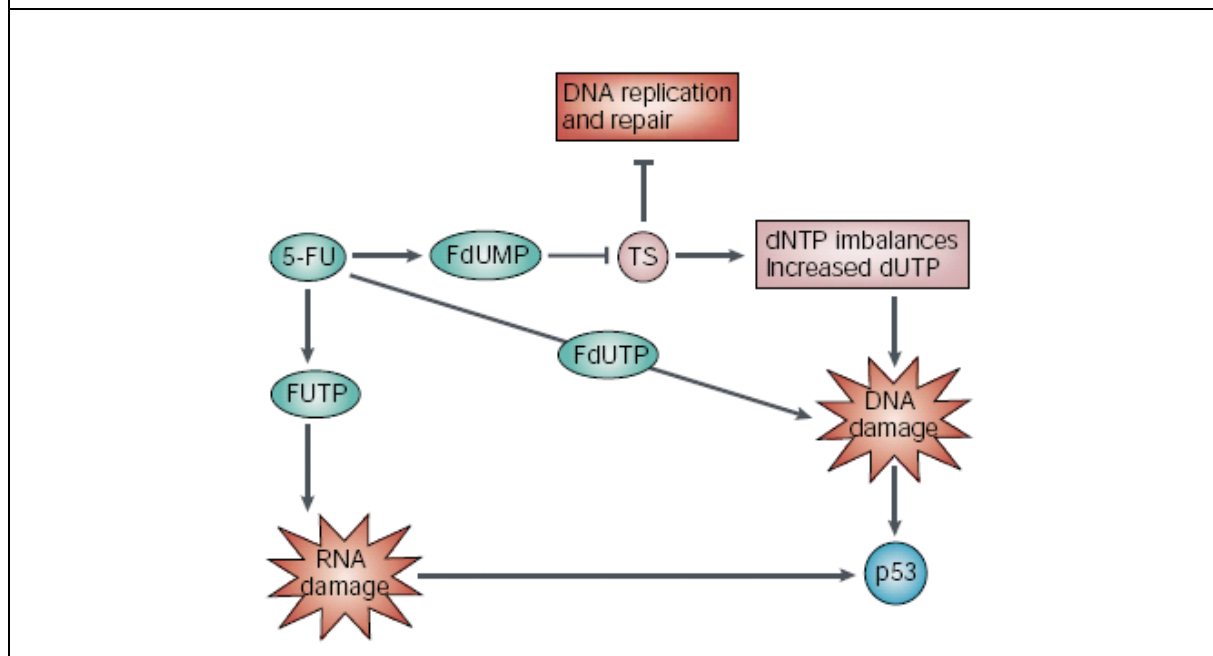 DNA replication
and repair
5-FU
FdUMP
TS
dNTP imbalances
Increased dUTP
FdUTP
FUTP
DNA
damage
RNA
damage
p53